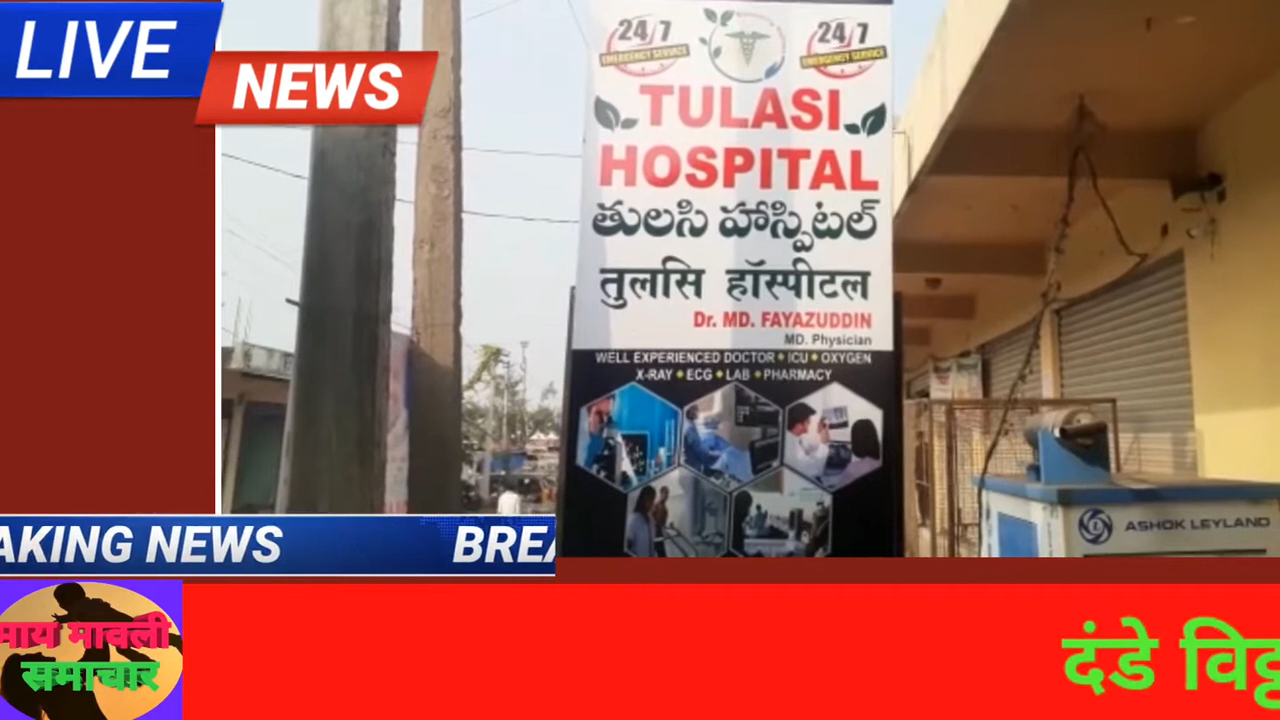 LIVE
NEWS
24/7
EMERGENCY SERVICE
24/7
EMERGENCY SERVICE
TULASI
HOSPITAL
తులసి హాస్పిటల్
तुलसि हॉस्पीटल
Dr. MD. FAYAZUDDIN
MD. Physician
WELL EXPERIENCED DOCTOR • ICU • OXYGEN
X-RAY • ECG • LAB • PHARMACY
ASHOK LEYLAND
AKING NEWS BREA
माय मावली
समाचार
दंडे